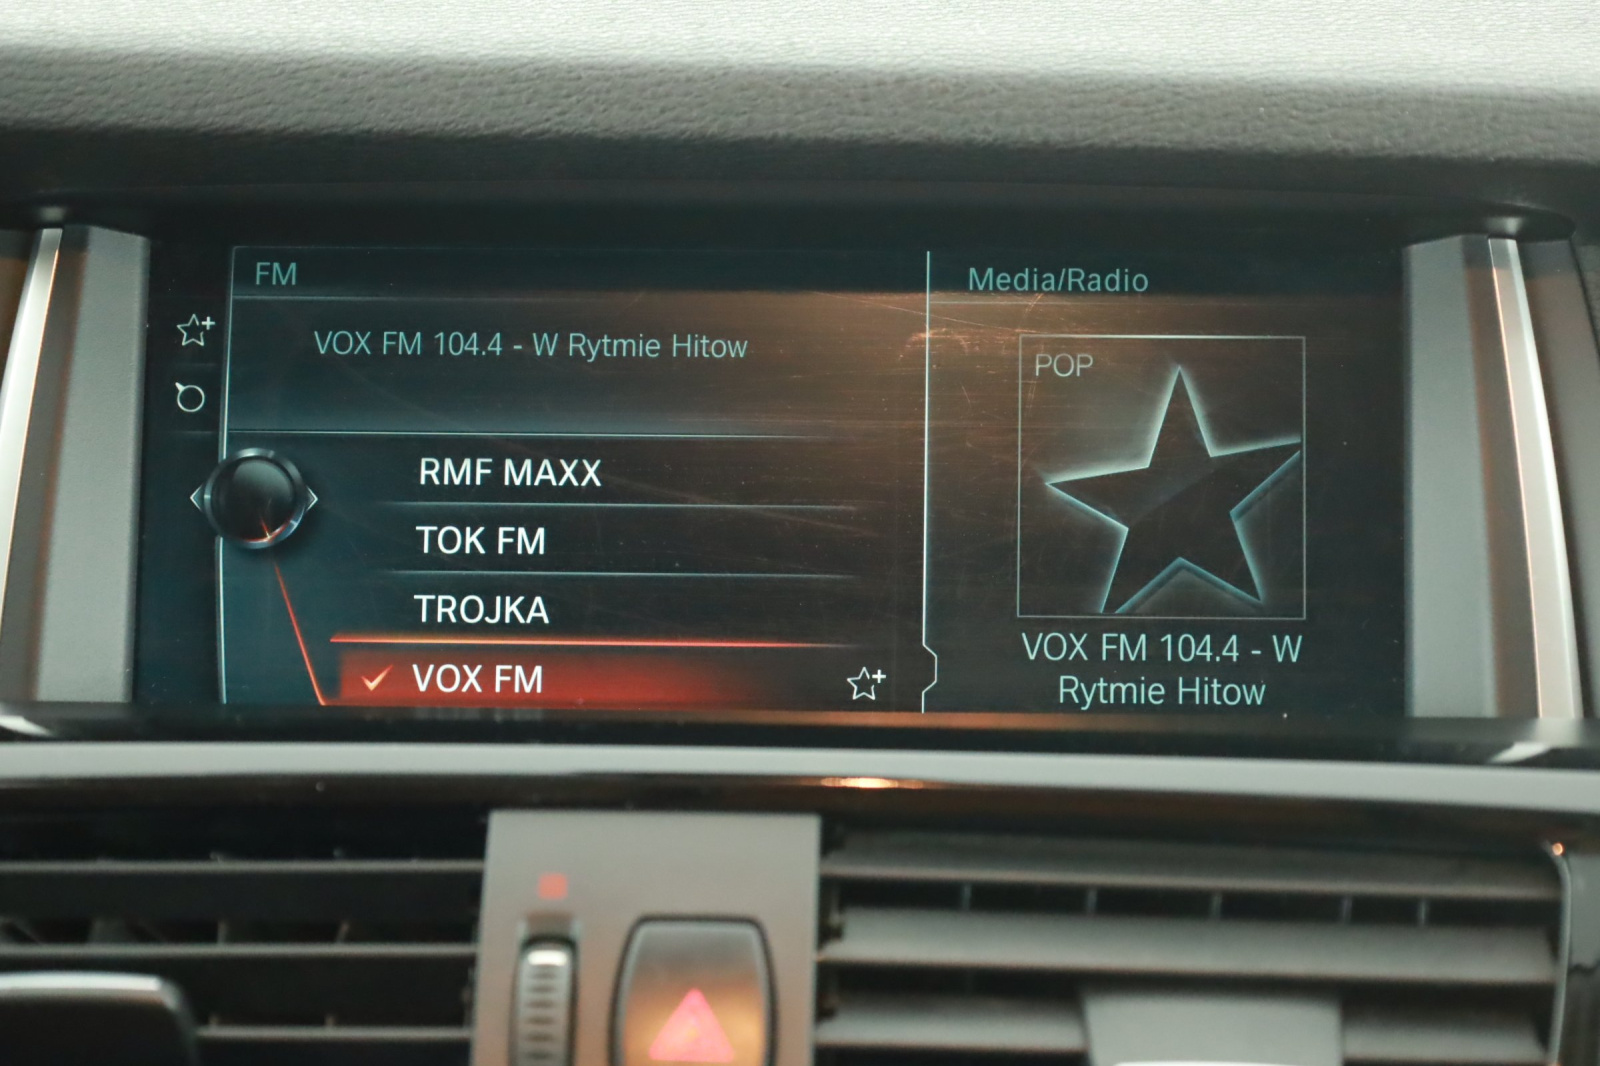 FM
VOX FM 104.4 - W Rytmie Hitow
RMF MAXX
TOK FM
TROJKA
VOX FM
Media/Radio
POP
VOX FM 104.4 - W
Rytmie Hitow